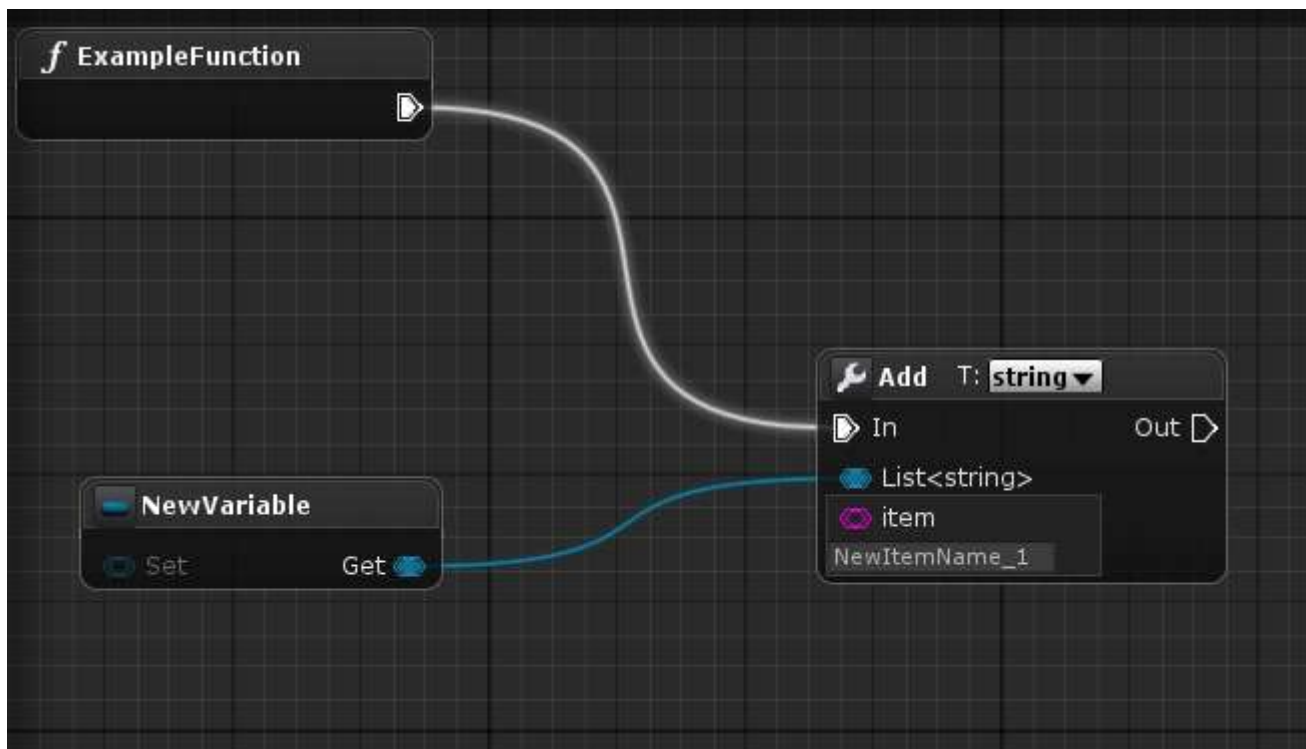 f ExampleFunction
Add T: string
In Out
List<string>
item
NewItemName_1
NewVariable
Set Get